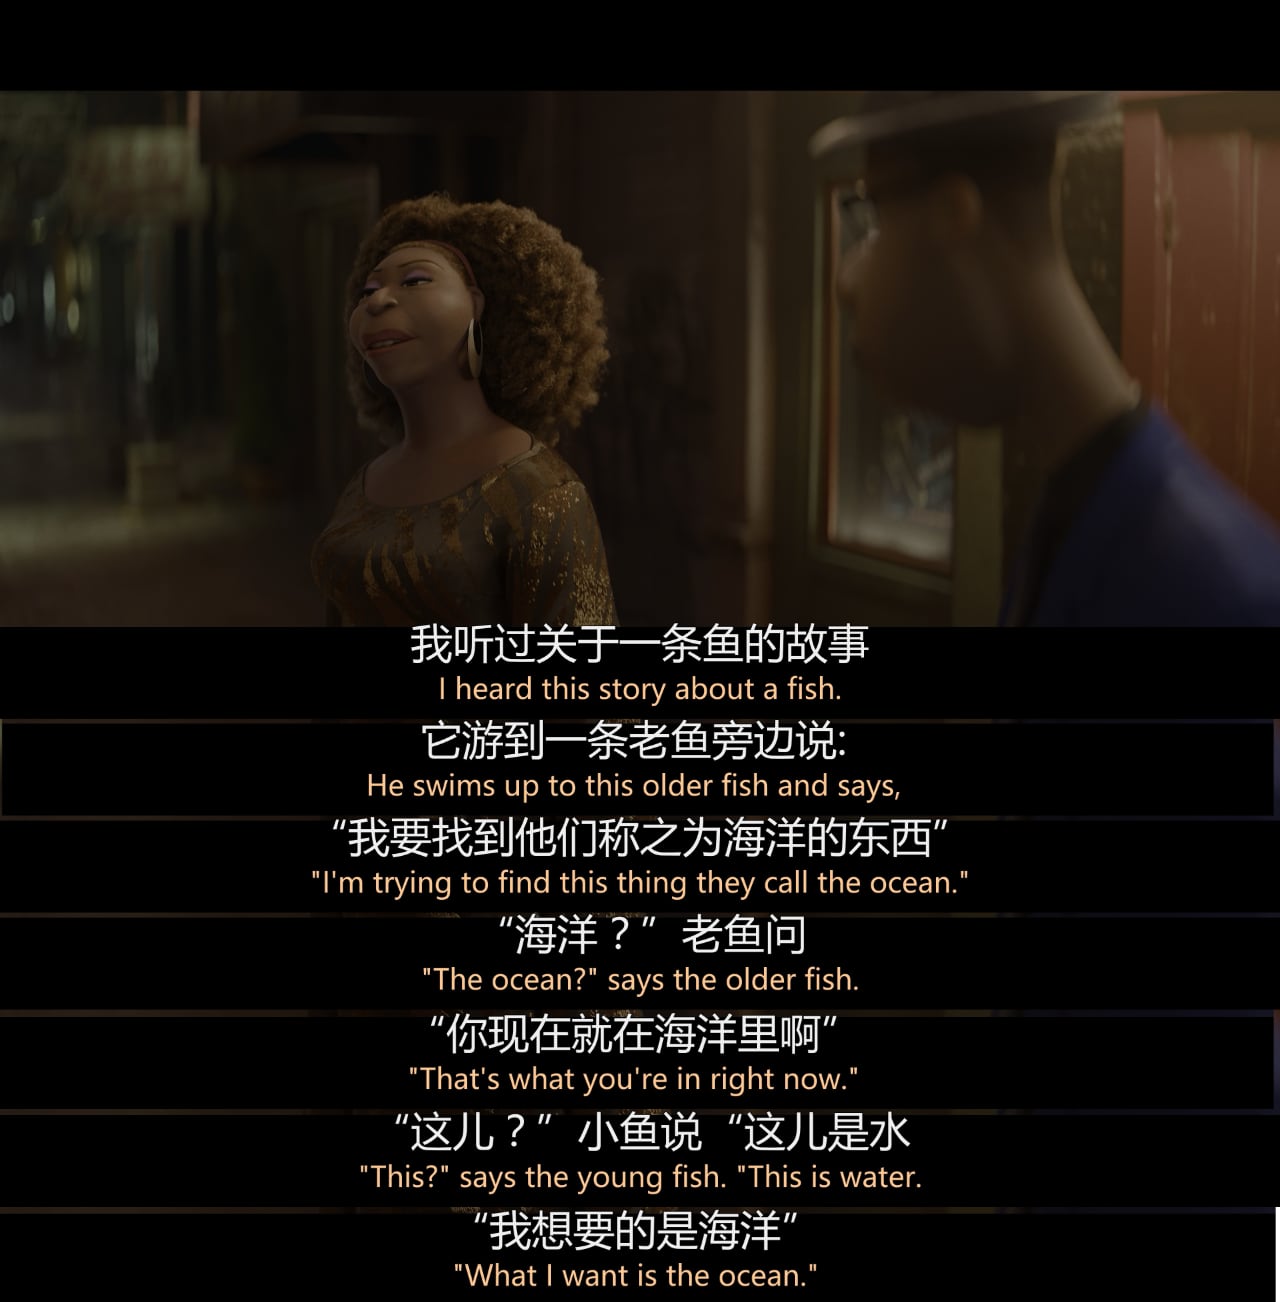 我听过关于一条鱼的故事
I heard this story about a fish.
它游到一条老鱼旁边说:
He swims up to this older fish and says,
“我要找到他们称之为海洋的东西”
"I'm trying to find this thing they call the ocean."
“海洋？”老鱼问
"The ocean?" says the older fish.
“你现在就在海洋里啊”
"That's what you're in right now."
“这儿？”小鱼说“这儿是水
"This?" says the young fish. "This is water.
“我想要的是海洋”
"What I want is the ocean."